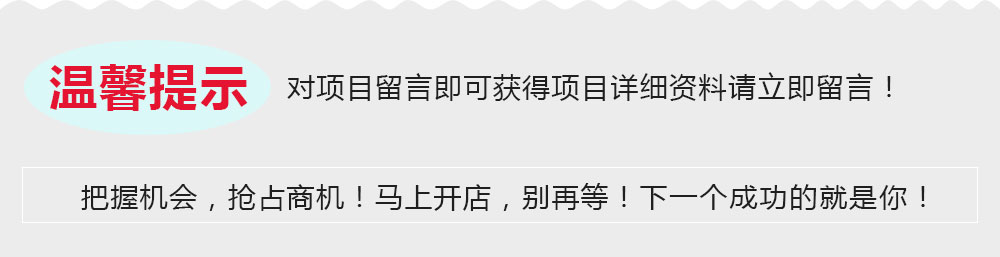 温馨提示 对项目留言即可获得项目详细资料请立即留言！
把握机会，抢占商机！马上开店，别再等！下一个成功的就是你！